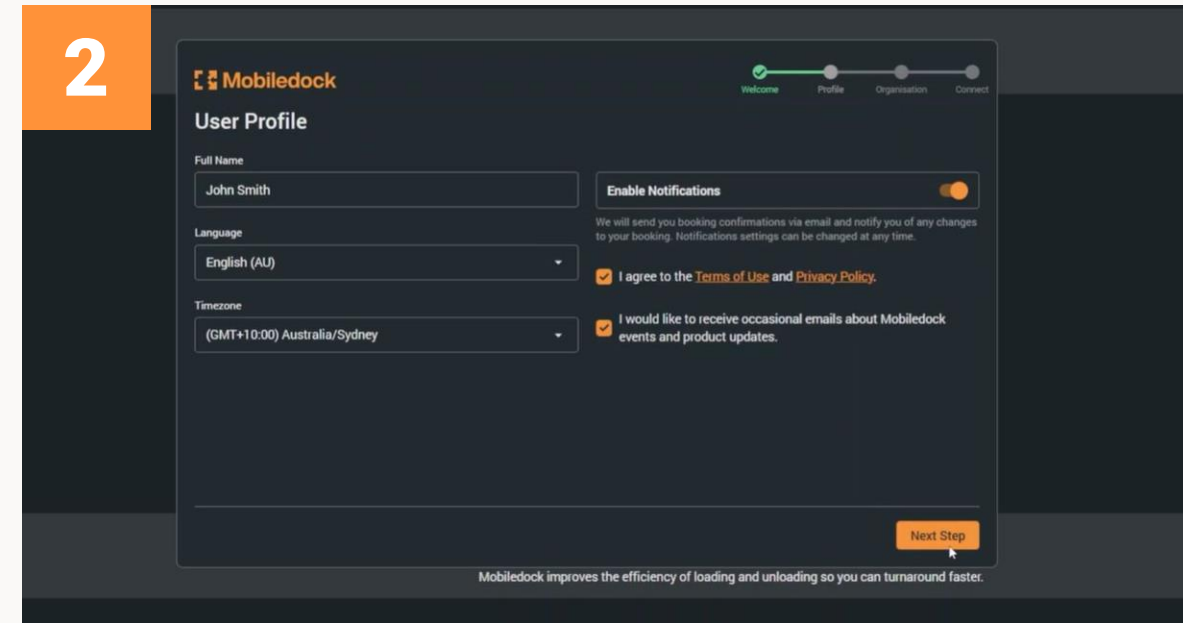 2
Mobiledock
Welcome
Profile
Organisation
Connect
User Profile
Full Name
John Smith
Language
English (AU)
Timezone
(GMT+10:00) Australia/Sydney
Enable Notifications
We will send you booking confirmations via email and notify you of any changes
to your booking. Notifications settings can be changed at any time.
I agree to the Terms of Use and Privacy Policy.
I would like to receive occasional emails about Mobiledock
events and product updates.
Next Step
Mobiledock improves the efficiency of loading and unloading so you can turnaround faster.